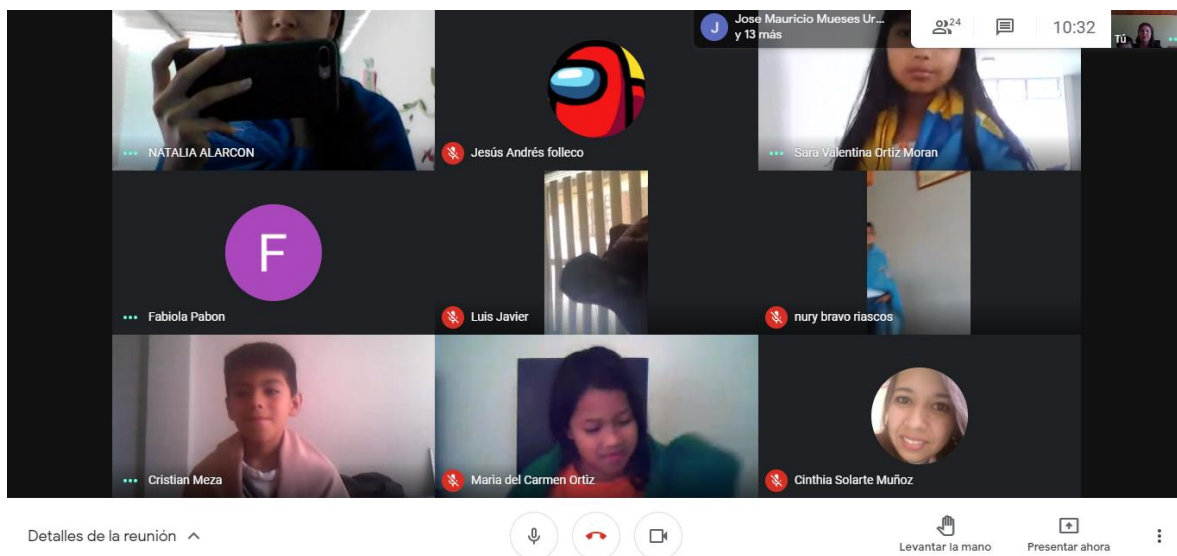 J
Jose Mauricio Mueses Ur...
y 13 más
24
10:32
Tú
NATALIA ALARCON
Jesús Andrés folleco
Sara Valentina Ortiz Moran
F
Fabiola Pabon
Luis Javier
nury bravo riascos
Cristian Meza
Maria del Carmen Ortiz
Cinthia Solarte Muñoz
Detalles de la reunión
Levantar la mano
Presentar ahora